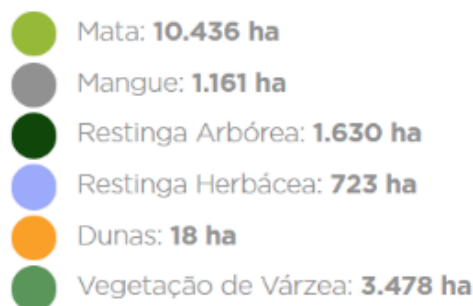 Mata: 10.436 ha
Mangue: 1.161 ha
Restinga Arbórea: 1.630 ha
Restinga Herbácea: 723 ha
Dunas: 18 ha
Vegetação de Várzea: 3.478 ha